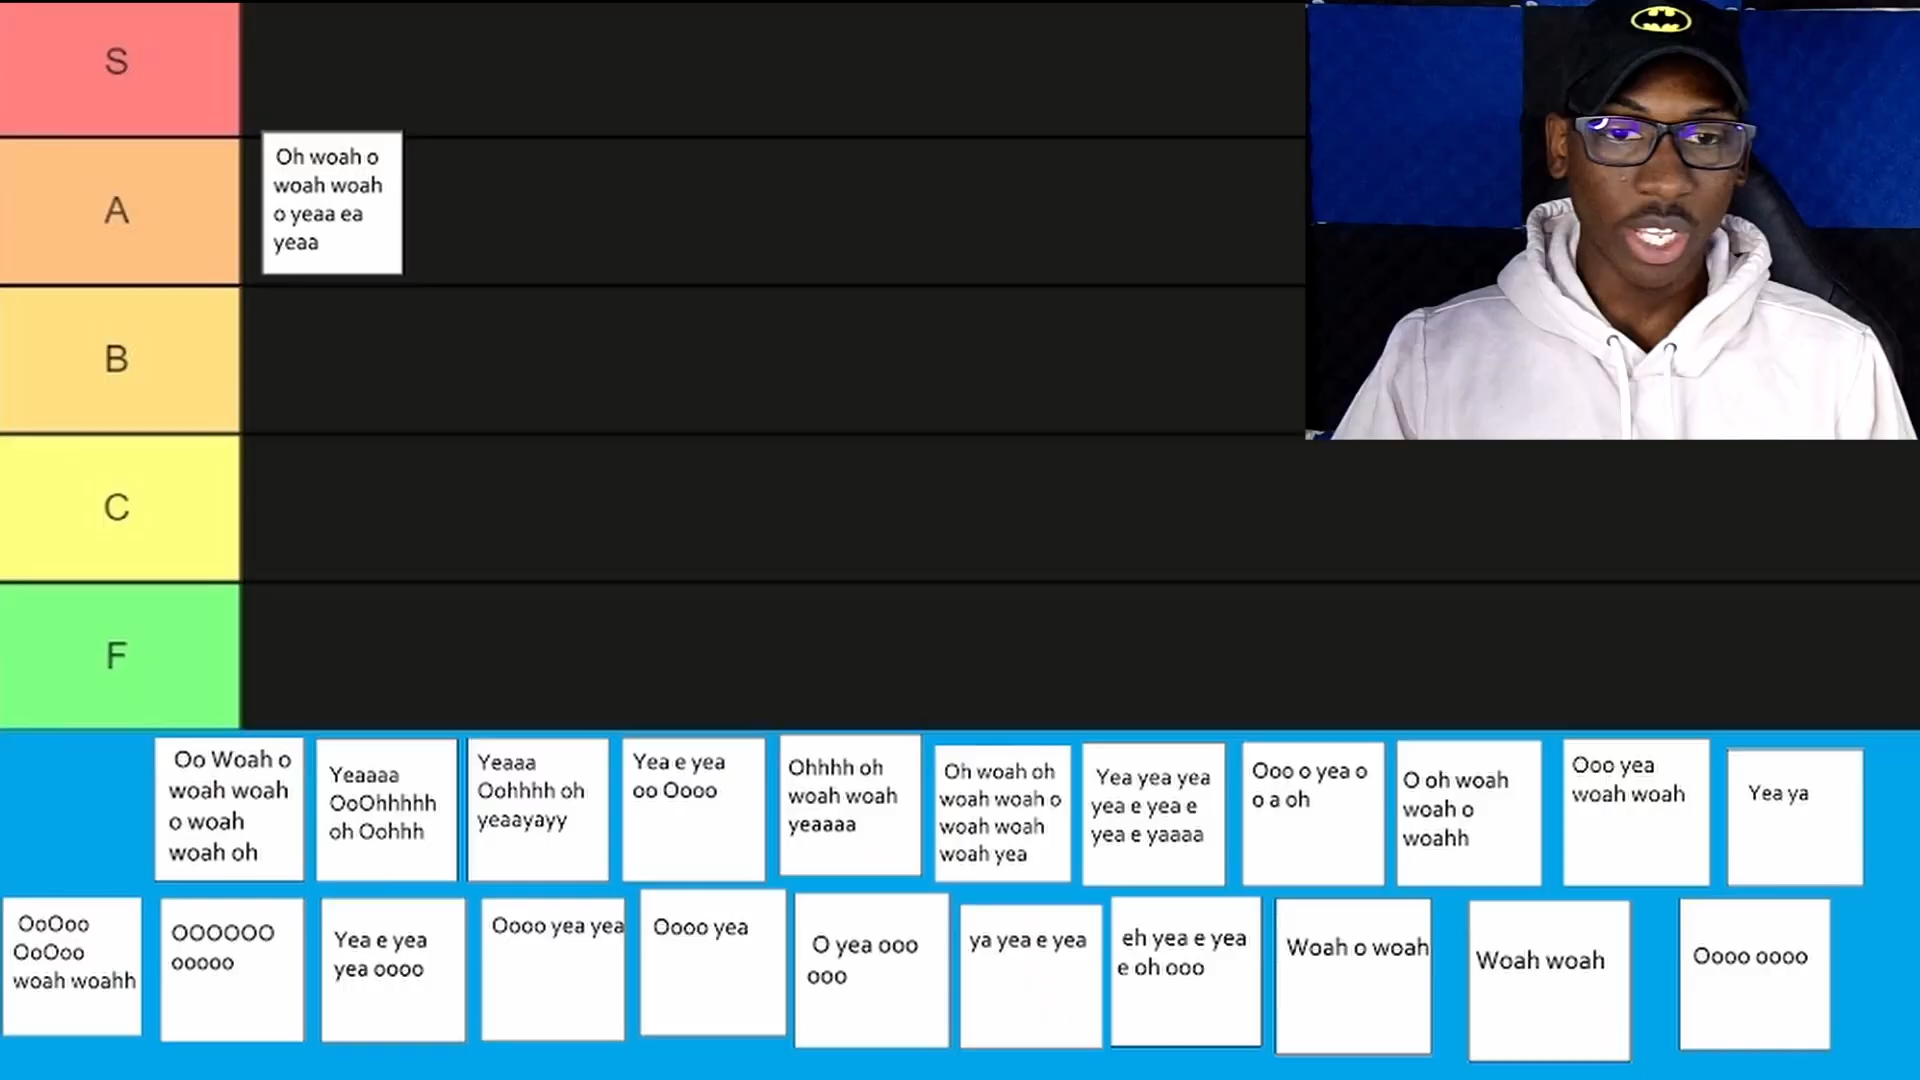 S
A
Oh woah o
woah woah
o yeaa ea
yeaa
B
C
F
Oo Woah o
woah woah
o woah
woah oh
Yeaaaa
OoOhhhhh
oh Oohhh
Yeaaa
Oohhhh oh
yeaayayy
Yea e yea
oo Oooo
Ohhhh oh
woah woah
yeaaaa
Oh woah oh
woah woah o
woah woah
woah yea
Yea yea yea
yea e yea e
yea e yaaaa
Ooo o yea o
o a oh
O oh woah
woah o
woahh
Ooo yea
woah woah
Yea ya
OoOoo
OoOoo
woah woahh
OOOOOO
ooooo
Yea e yea
yea oooo
Oooo yea yea
Oooo yea
O yea ooo
ooo
ya yea e yea
eh yea e yea
e oh ooo
Woah o woah
Woah woah
Oooo oooo